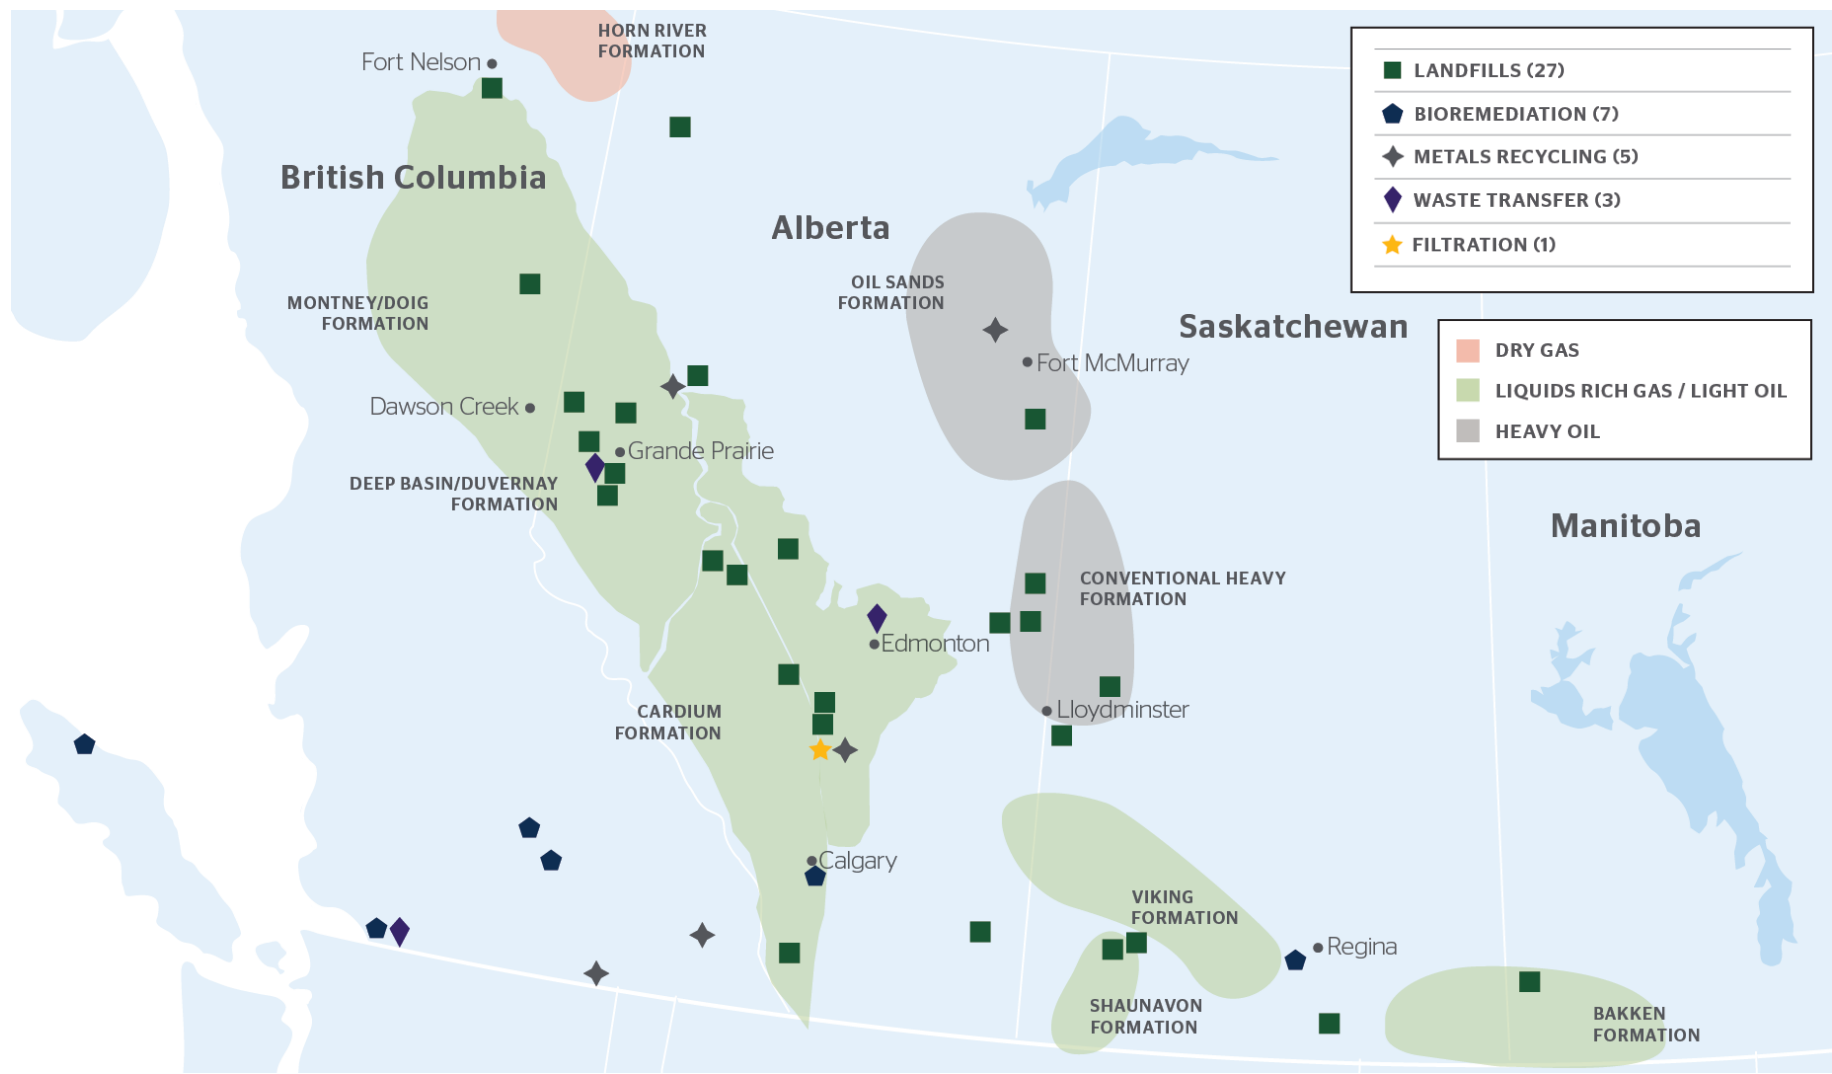 HORN RIVER
FORMATION
Fort Nelson
British Columbia
Alberta
MONTNEY/DOIG
FORMATION
OIL SANDS
FORMATION
Saskatchewan
Fort McMurray
Dawson Creek
Grande Prairie
DEEP BASIN/DUVERNAY
FORMATION
Manitoba
CONVENTIONAL HEAVY
FORMATION
Edmonton
CARDIUM
FORMATION
Lloydminster
Calgary
VIKING
FORMATION
Regina
SHAUNAVON
FORMATION
BAKKEN
FORMATION
LANDFILLS (27)
BIOREMEDIATION (7)
METALS RECYCLING (5)
WASTE TRANSFER (3)
FILTRATION (1)
DRY GAS
LIQUIDS RICH GAS / LIGHT OIL
HEAVY OIL